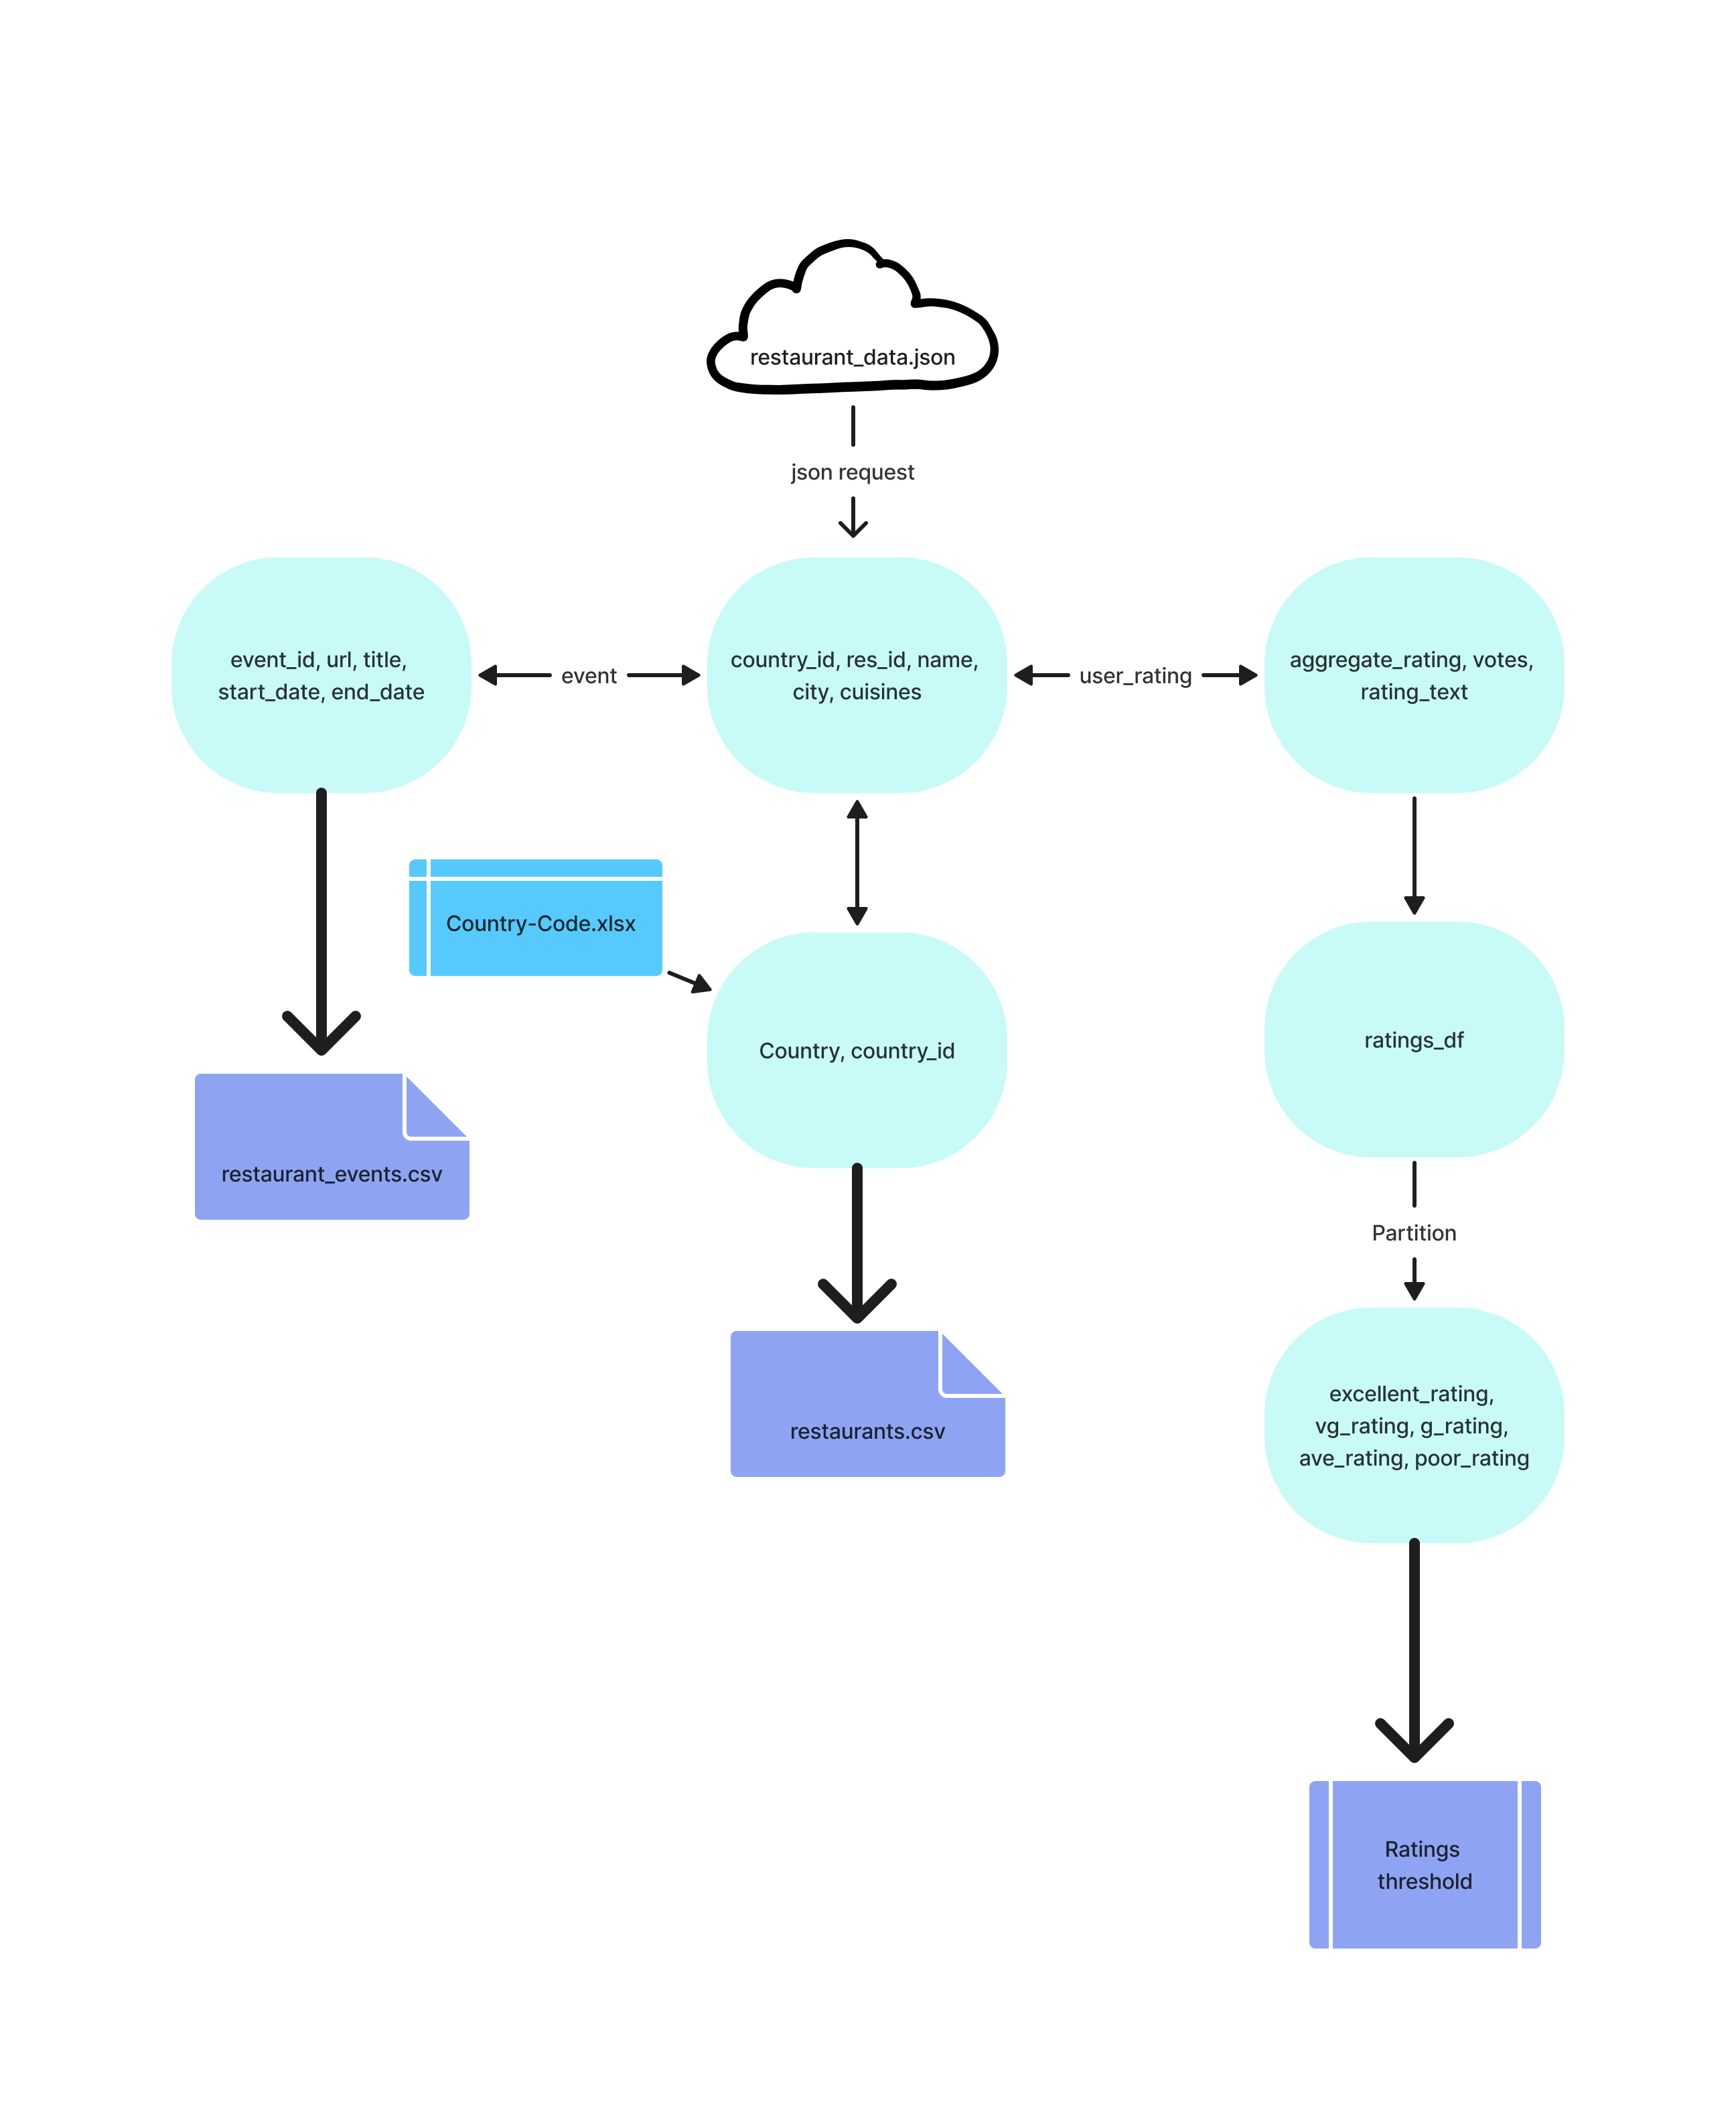 restaurant_data.json
json request
event_id, url, title,
start_date, end_date
event
country_id, res_id, name,
city, cuisines
user_rating
aggregate_rating, votes,
rating_text
Country-Code.xlsx
Country, country_id
ratings_df
restaurant_events.csv
Partition
restaurants.csv
excellent_rating,
vg_rating, g_rating,
ave_rating, poor_rating
Ratings
threshold